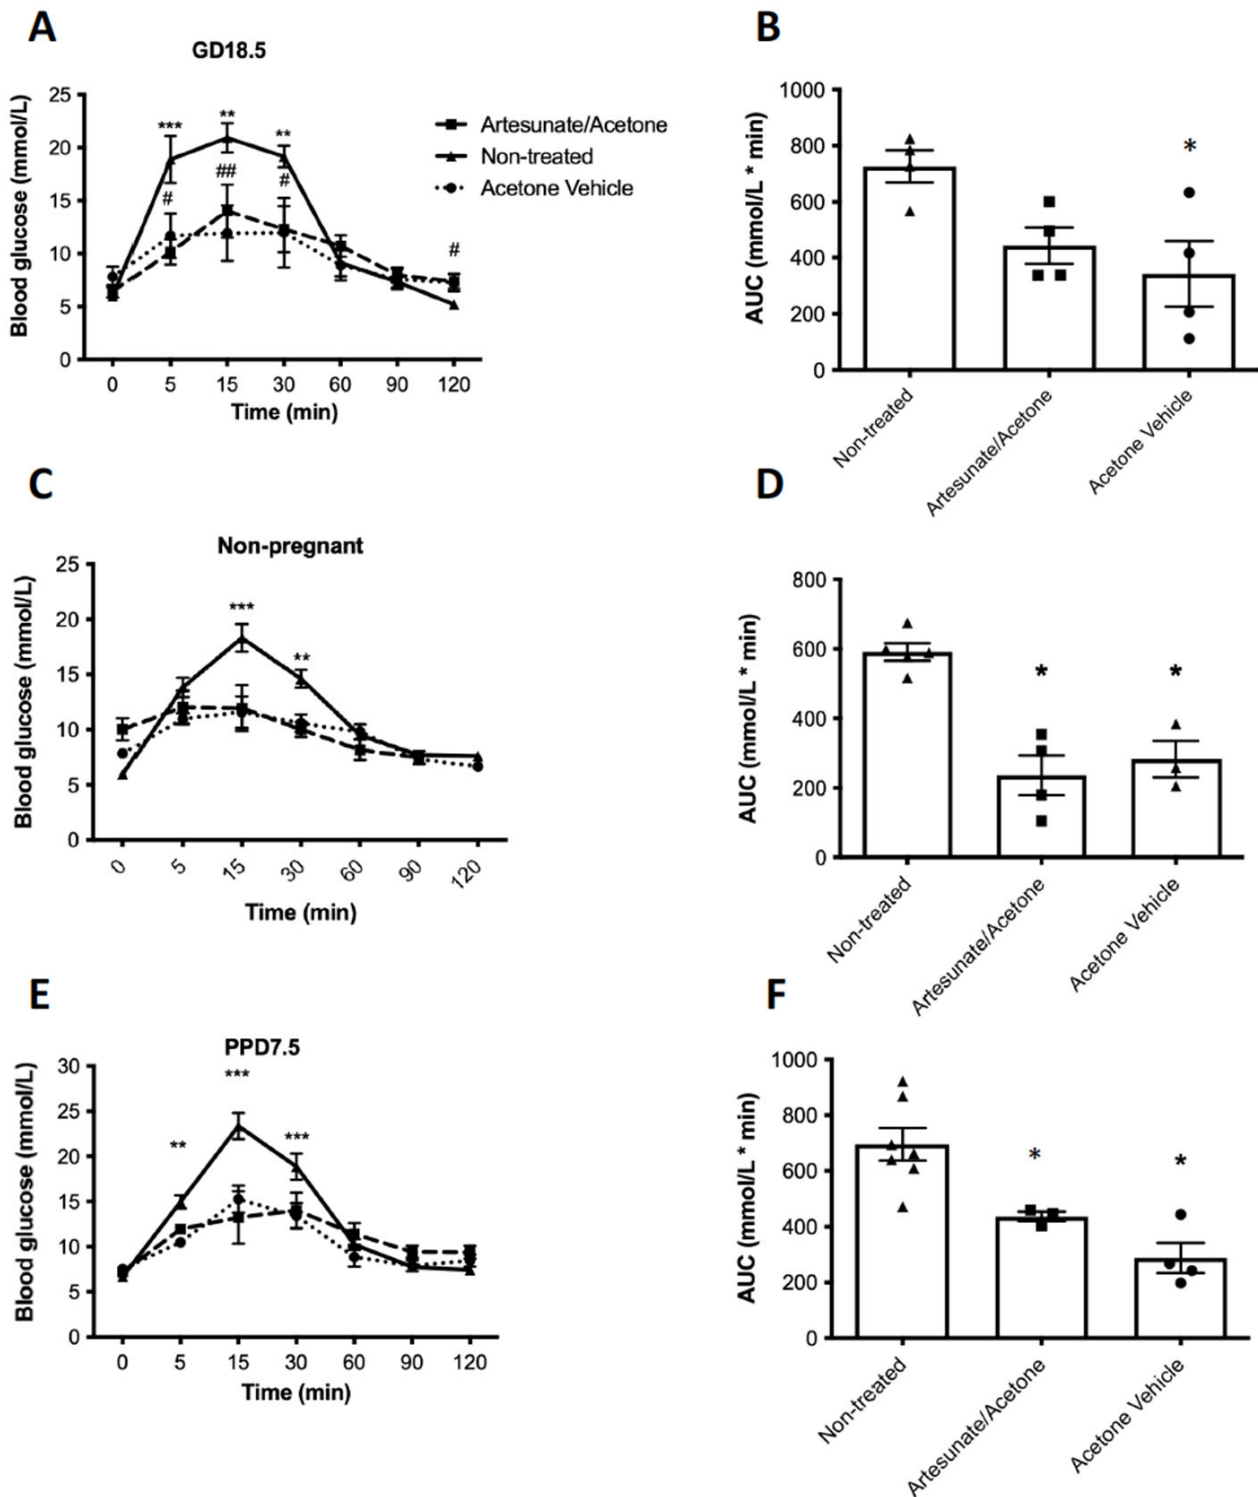 A
GD18.5
Blood glucose (mmol/L)
25
20
15
10
5
0
***
**
**
#
##
#
#
0 5 15 30 60 90 120
Time (min)
Artesunate/Acetone
Non-treated
Acetone Vehicle
B
AUC (mmol/L * min)
1000
800
600
400
200
0
*
Non-treated
Artesunate/Acetone
Acetone Vehicle
C
Non-pregnant
Blood glucose (mmol/L)
25
20
15
10
5
0
***
**
0 5 15 30 60 90 120
Time (min)
D
AUC (mmol/L * min)
800
600
400
200
0
*
*
Non-treated
Artesunate/Acetone
Acetone Vehicle
E
PPD7.5
Blood glucose (mmol/L)
30
25
20
15
10
5
0
**
***
***
0 5 15 30 60 90 120
Time (min)
F
AUC (mmol/L * min)
1000
800
600
400
200
0
*
*
Non-treated
Artesunate/Acetone
Acetone Vehicle